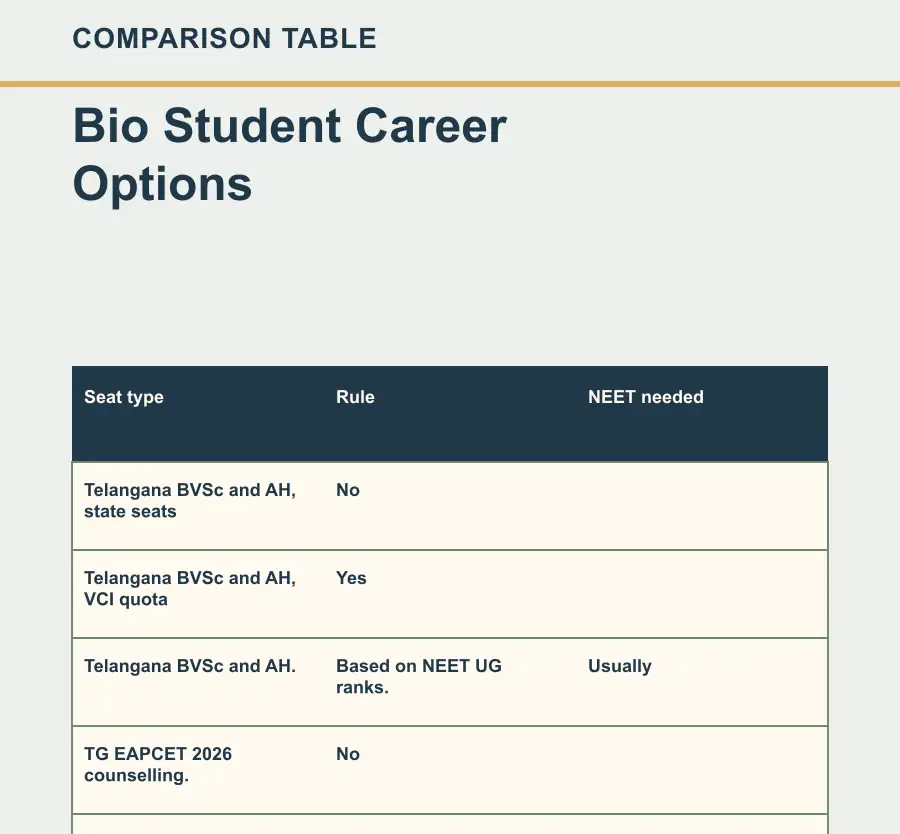 COMPARISON TABLE
Bio Student Career
Options
Seat type Rule NEET needed
Telangana BVSc and AH, No
state seats
Telangana BVSc and AH, Yes
VCI quota
Telangana BVSc and AH. Based on NEET UG Usually
ranks.
TG EAPCET 2026 No
counselling.